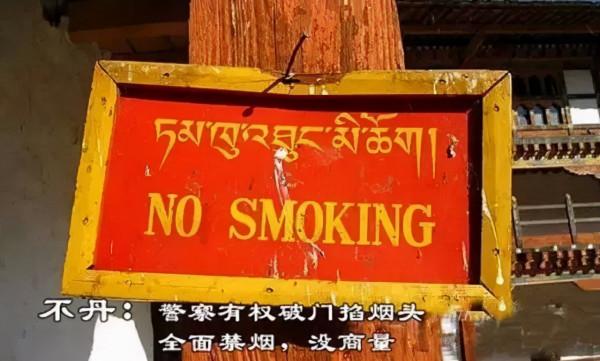 ཏམ་ཁུ་འཐུང་མི་ཆོག།
NO SMOKING
不丹：警察有权破门掐烟头
全面禁烟，没商量